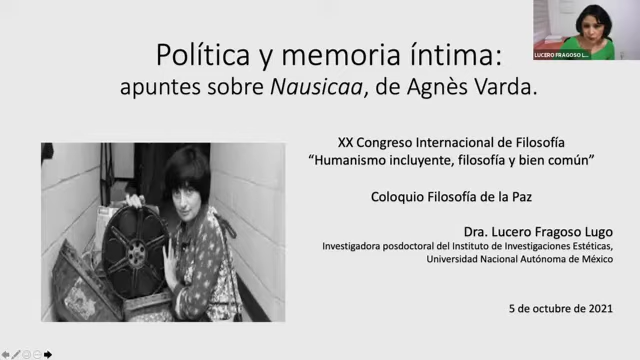 LUCERO FRAGOSO L...
Política y memoria íntima:
apuntes sobre Nausicaa, de Agnès Varda.
XX Congreso Internacional de Filosofía
“Humanismo incluyente, filosofía y bien común”
Coloquio Filosofía de la Paz
Dra. Lucero Fragoso Lugo
Investigadora posdoctoral del Instituto de Investigaciones Estéticas,
Universidad Nacional Autónoma de México
5 de octubre de 2021